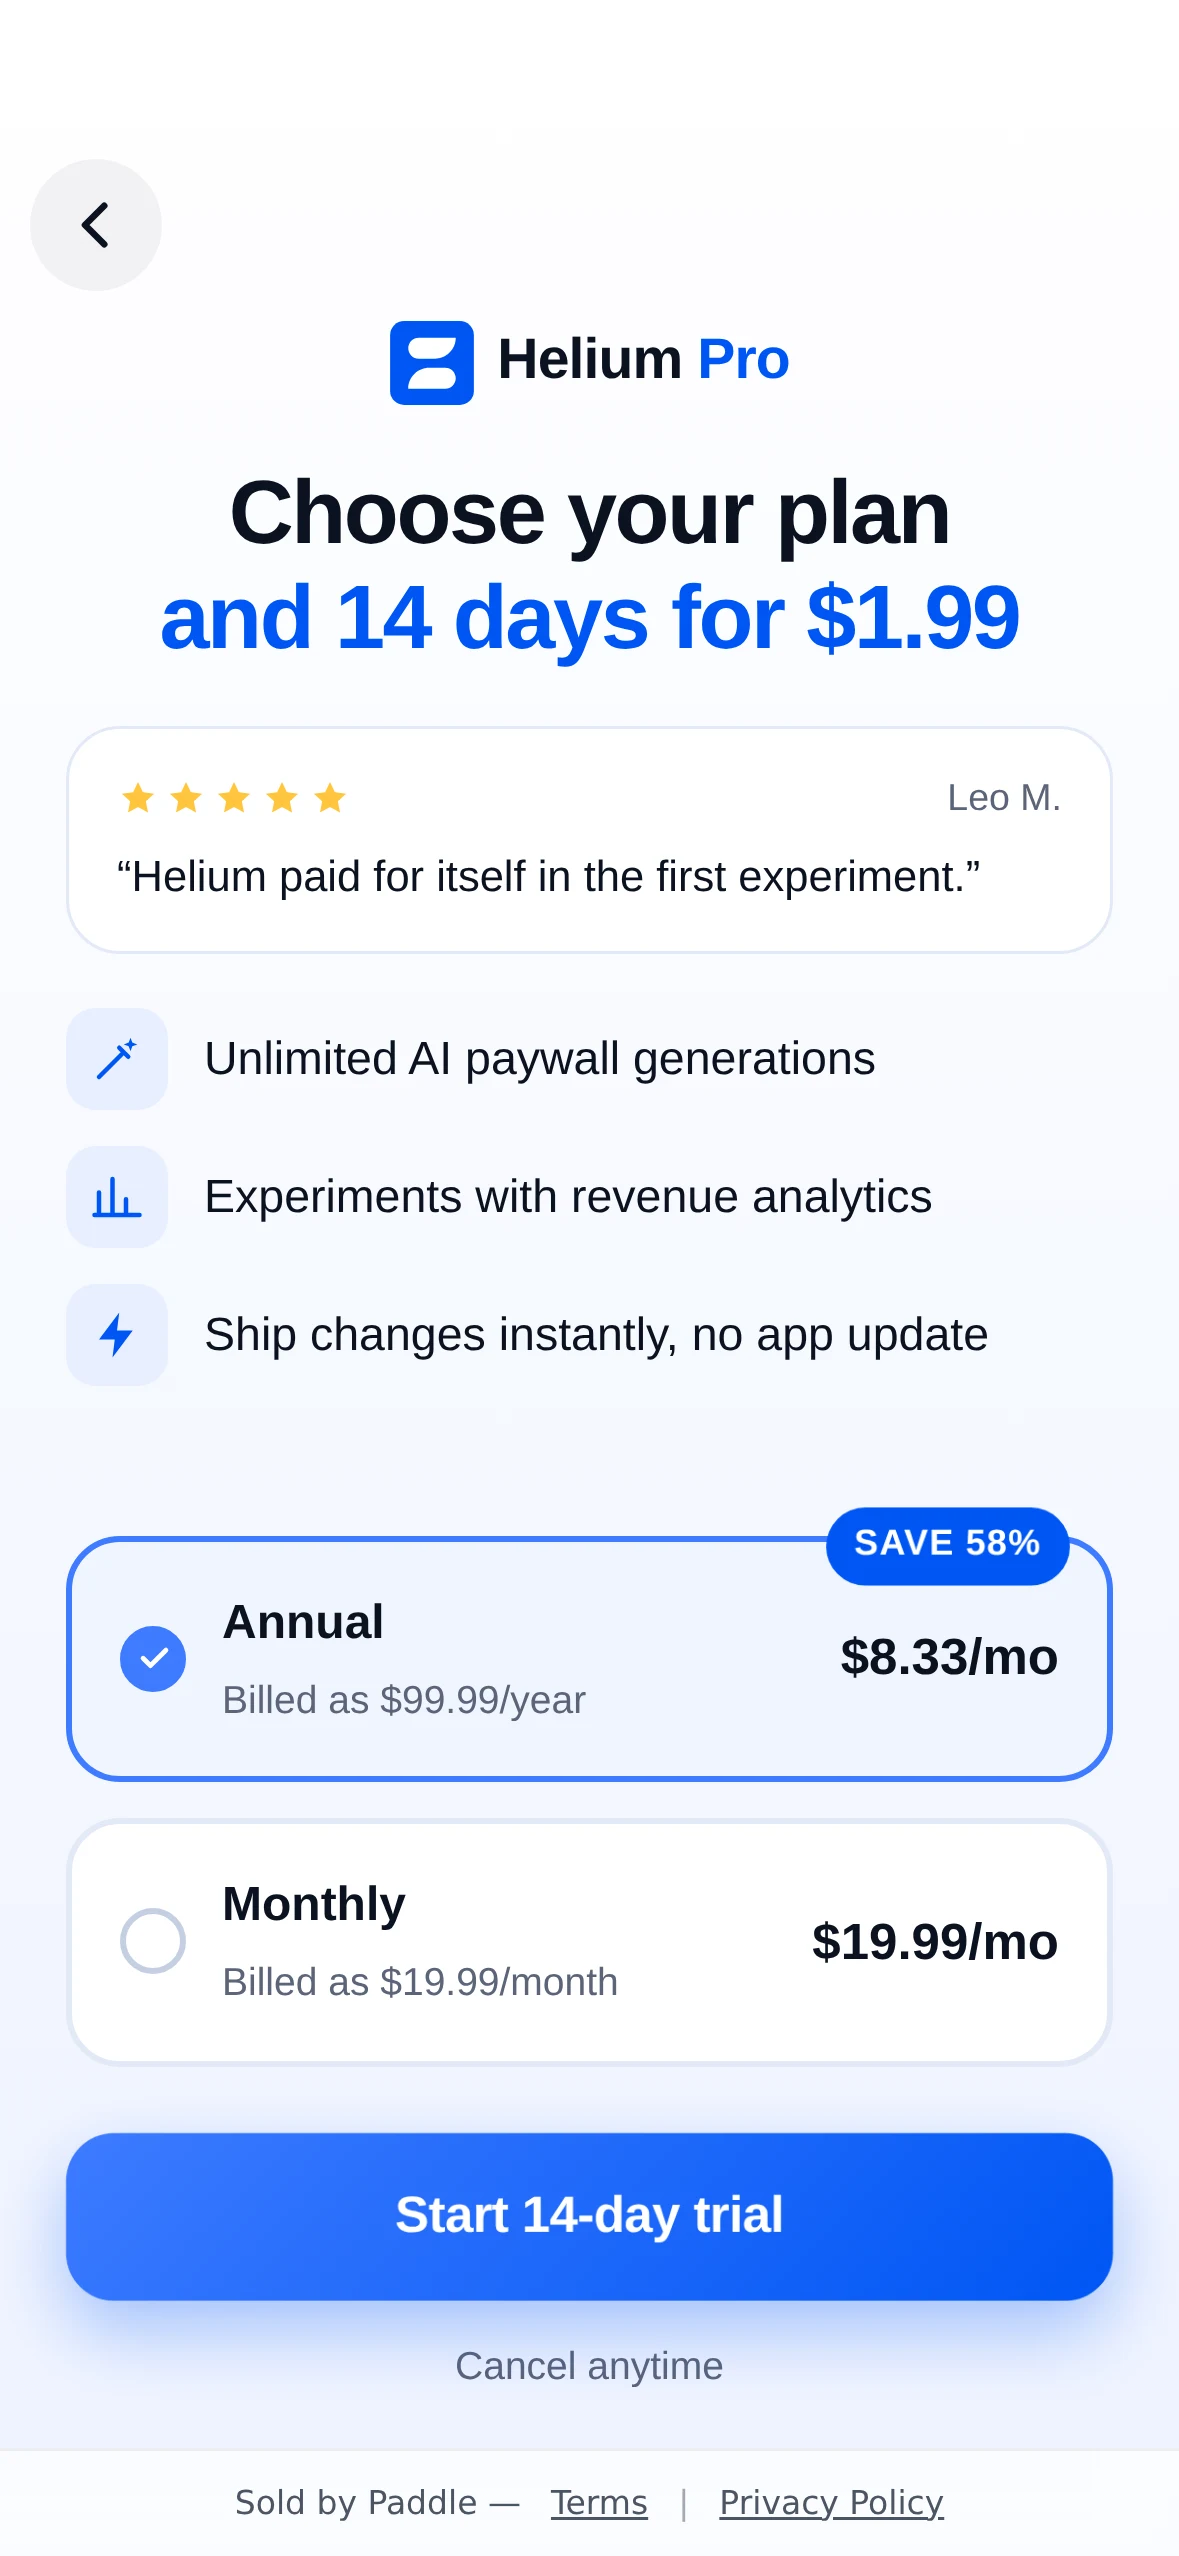 Helium Pro
Choose your plan
and 14 days for $1.99
Leo M.
“Helium paid for itself in the first experiment.”
Unlimited AI paywall generations
Experiments with revenue analytics
Ship changes instantly, no app update
SAVE 58%
Annual
$8.33/mo
Billed as $99.99/year
Monthly
$19.99/mo
Billed as $19.99/month
Start 14-day trial
Cancel anytime
Sold by Paddle — Terms | Privacy Policy